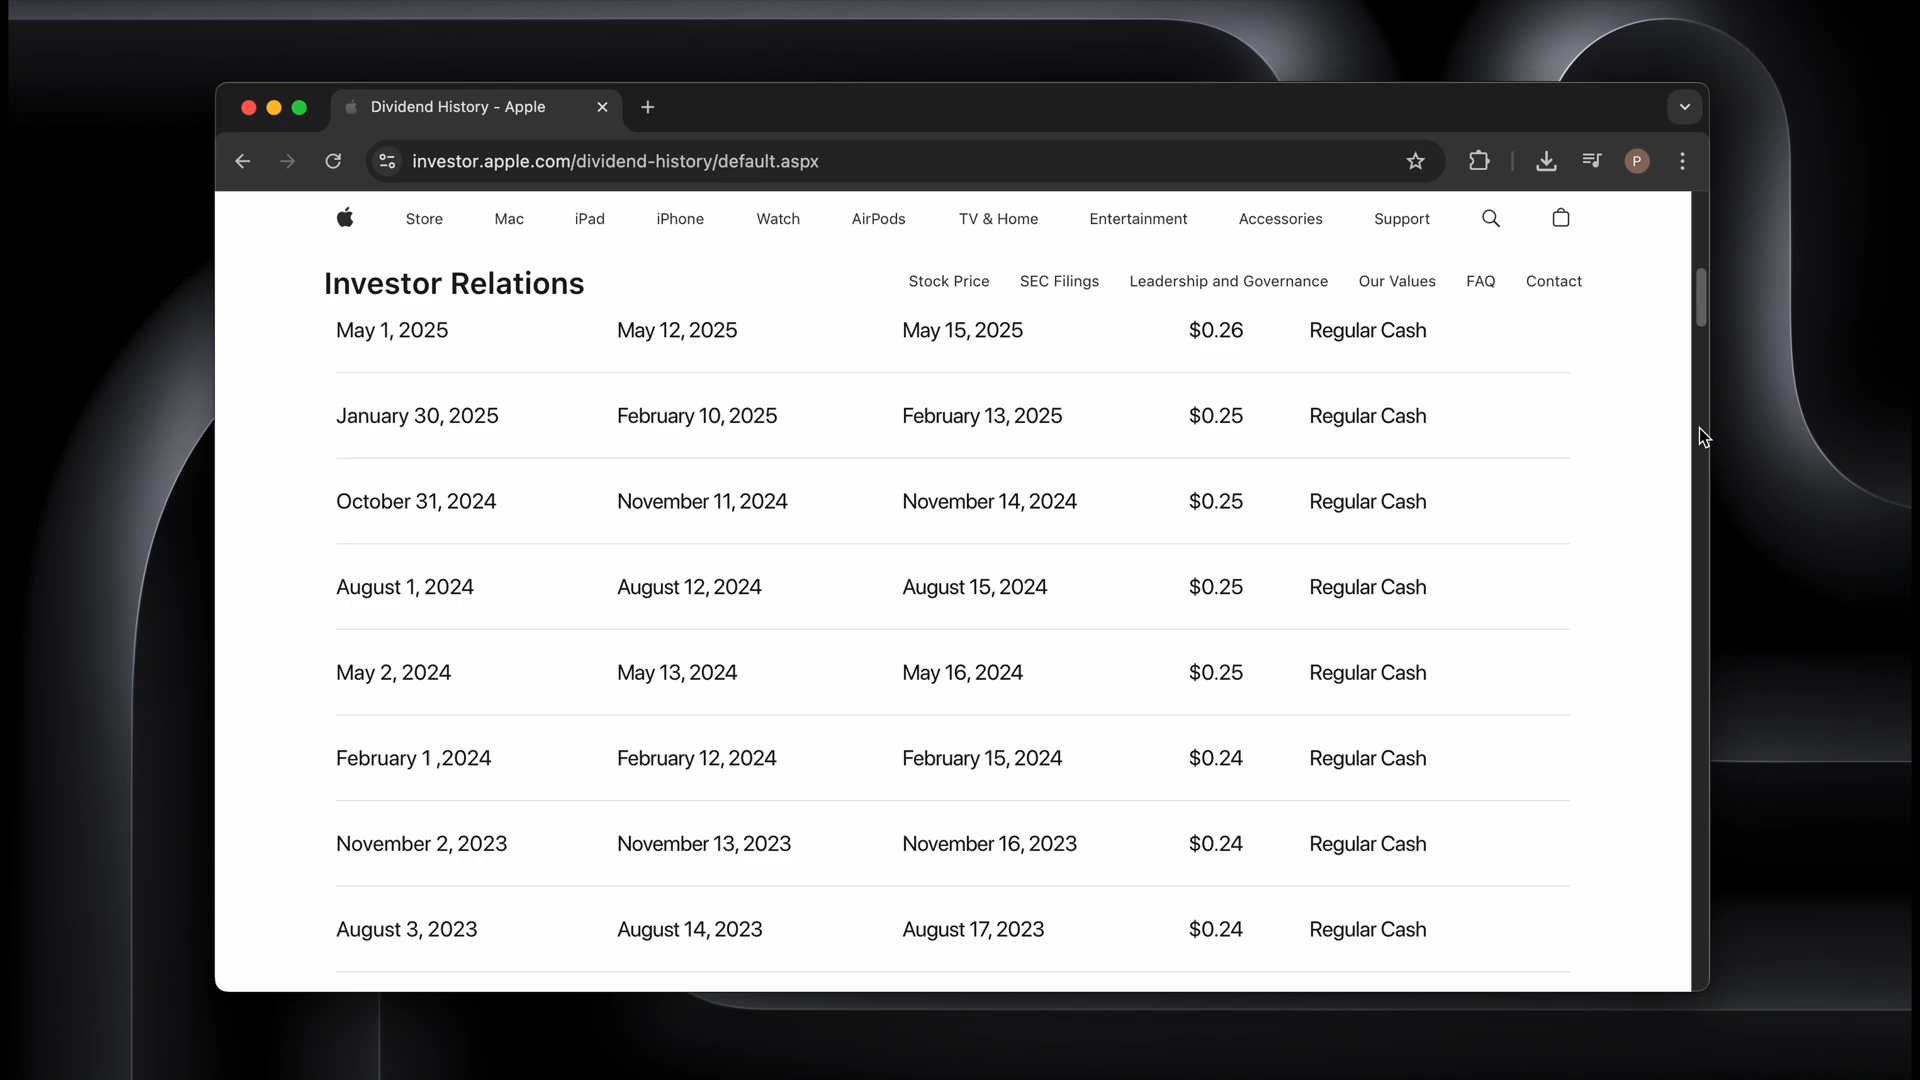 Dividend History - Apple
investor.apple.com/dividend-history/default.aspx
P
Store Mac iPad iPhone Watch AirPods TV & Home Entertainment Accessories Support
Investor Relations Stock Price SEC Filings Leadership and Governance Our Values FAQ Contact
May 1, 2025 May 12, 2025 May 15, 2025 $0.26 Regular Cash
January 30, 2025 February 10, 2025 February 13, 2025 $0.25 Regular Cash
October 31, 2024 November 11, 2024 November 14, 2024 $0.25 Regular Cash
August 1, 2024 August 12, 2024 August 15, 2024 $0.25 Regular Cash
May 2, 2024 May 13, 2024 May 16, 2024 $0.25 Regular Cash
February 1 ,2024 February 12, 2024 February 15, 2024 $0.24 Regular Cash
November 2, 2023 November 13, 2023 November 16, 2023 $0.24 Regular Cash
August 3, 2023 August 14, 2023 August 17, 2023 $0.24 Regular Cash